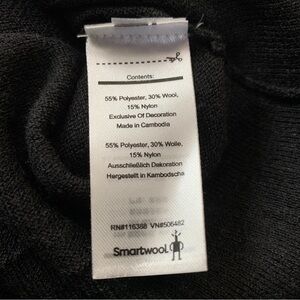 Contents:
55% Polyester, 30% Wool,
15% Nylon
Exclusive Of Decoration
Made in Cambodia
55% Polyester, 30% Wolle,
15% Nylon
Ausschließlich Dekoration
Hergestellt in Kambodscha
RN#116388 VN#506482
Smartwool